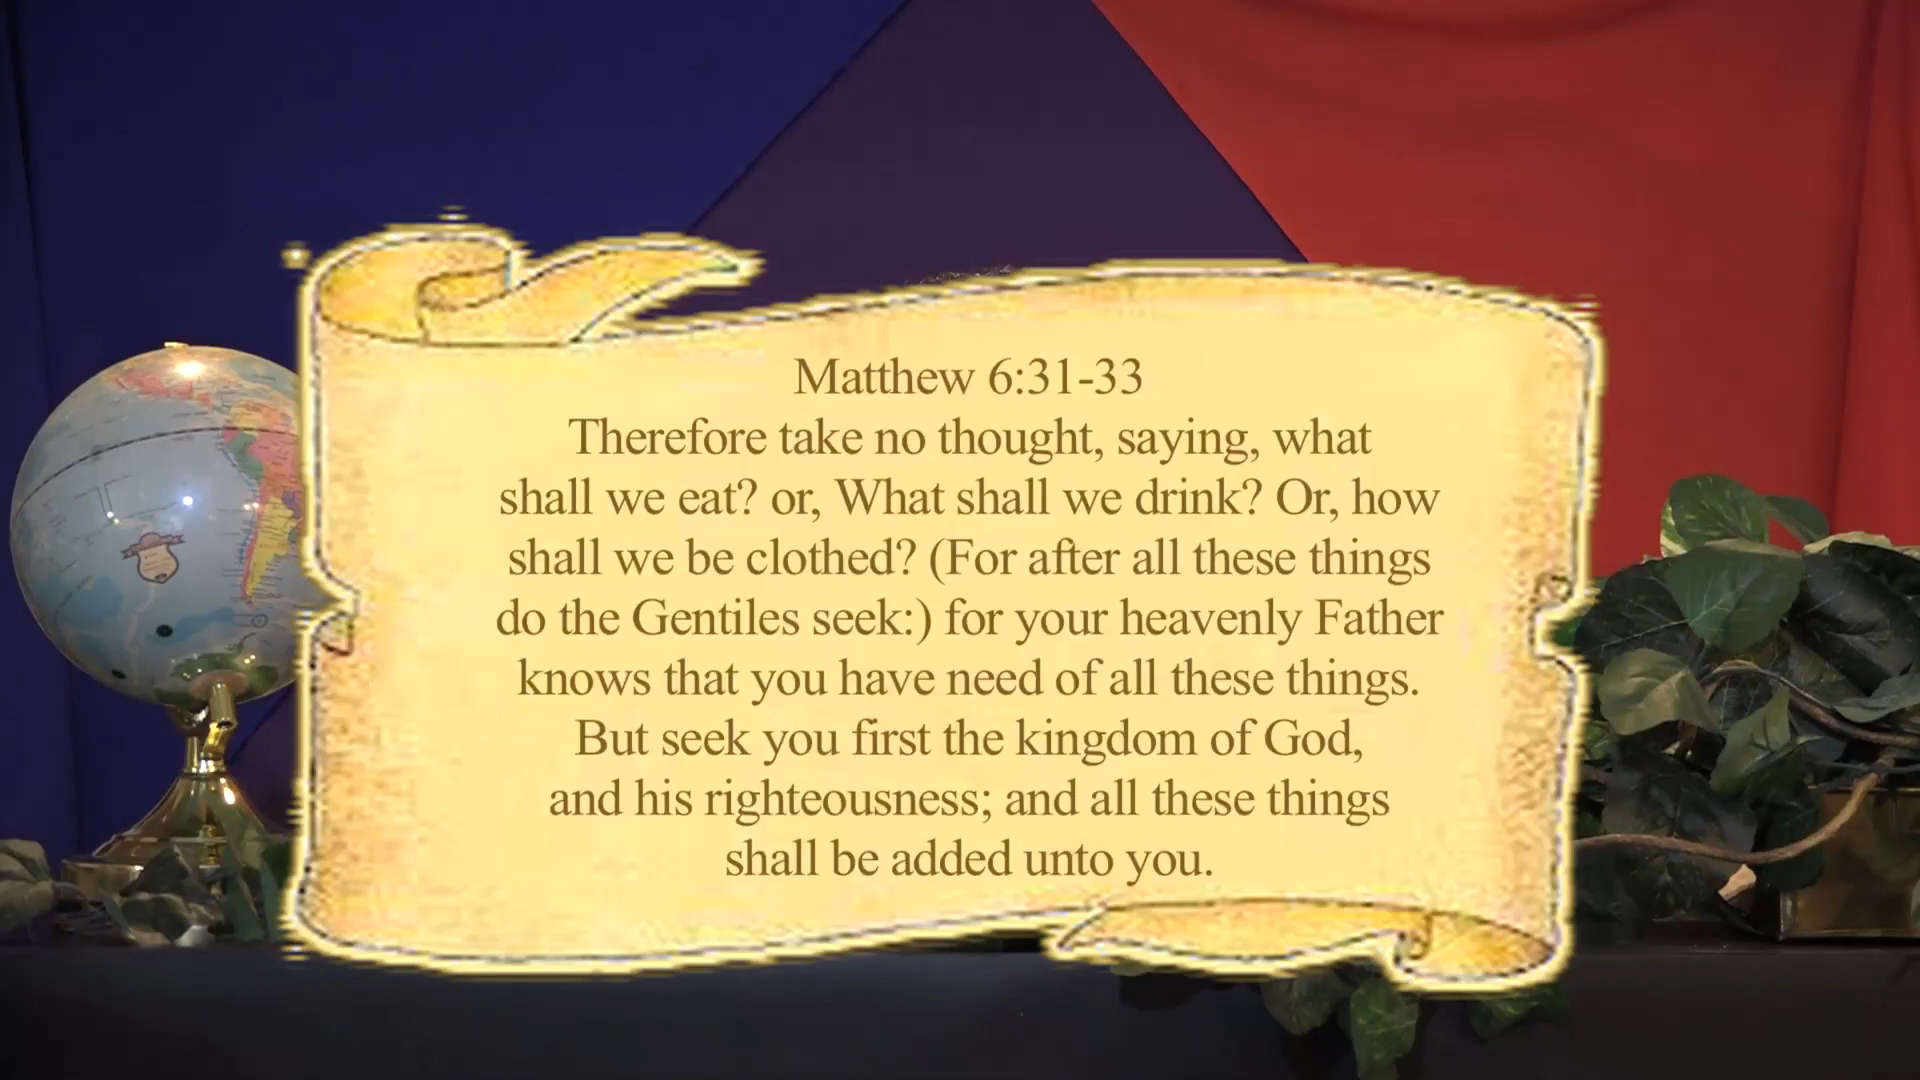 Matthew 6:31-33
Therefore take no thought, saying, what
shall we eat? or, What shall we drink? Or, how
shall we be clothed? (For after all these things
do the Gentiles seek:) for your heavenly Father
knows that you have need of all these things.
But seek you first the kingdom of God,
and his righteousness; and all these things
shall be added unto you.